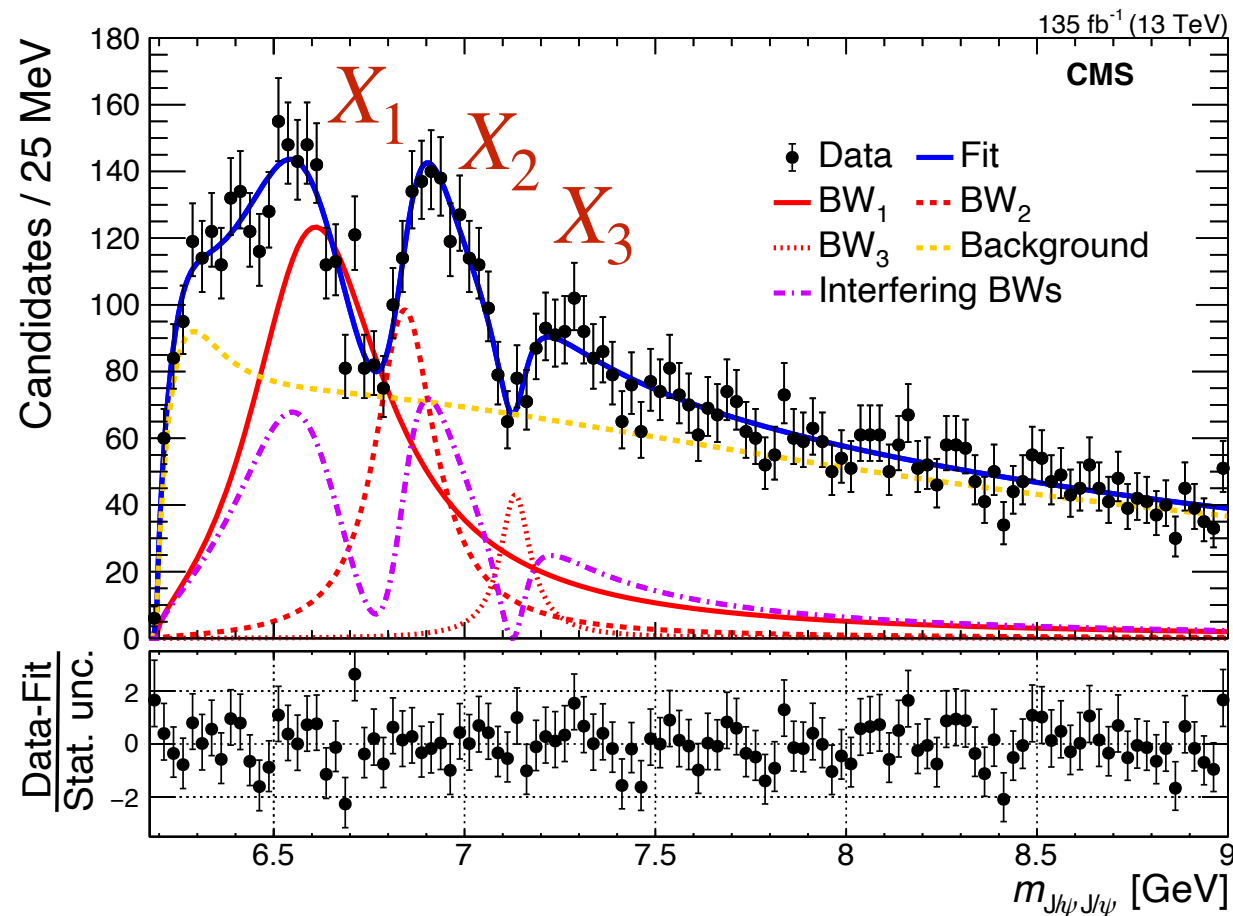 135 fb⁻¹ (13 TeV)
CMS
Candidates / 25 MeV
180
160
140
120
100
80
60
40
20
0
X₁
X₂
X₃
Data
Fit
BW₁
BW₂
BW₃
Background
Interfering BWs
Data-Fit
Stat. unc.
2
0
−2
6.5
7
7.5
8
8.5
9
m_J/ψ J/ψ [GeV]